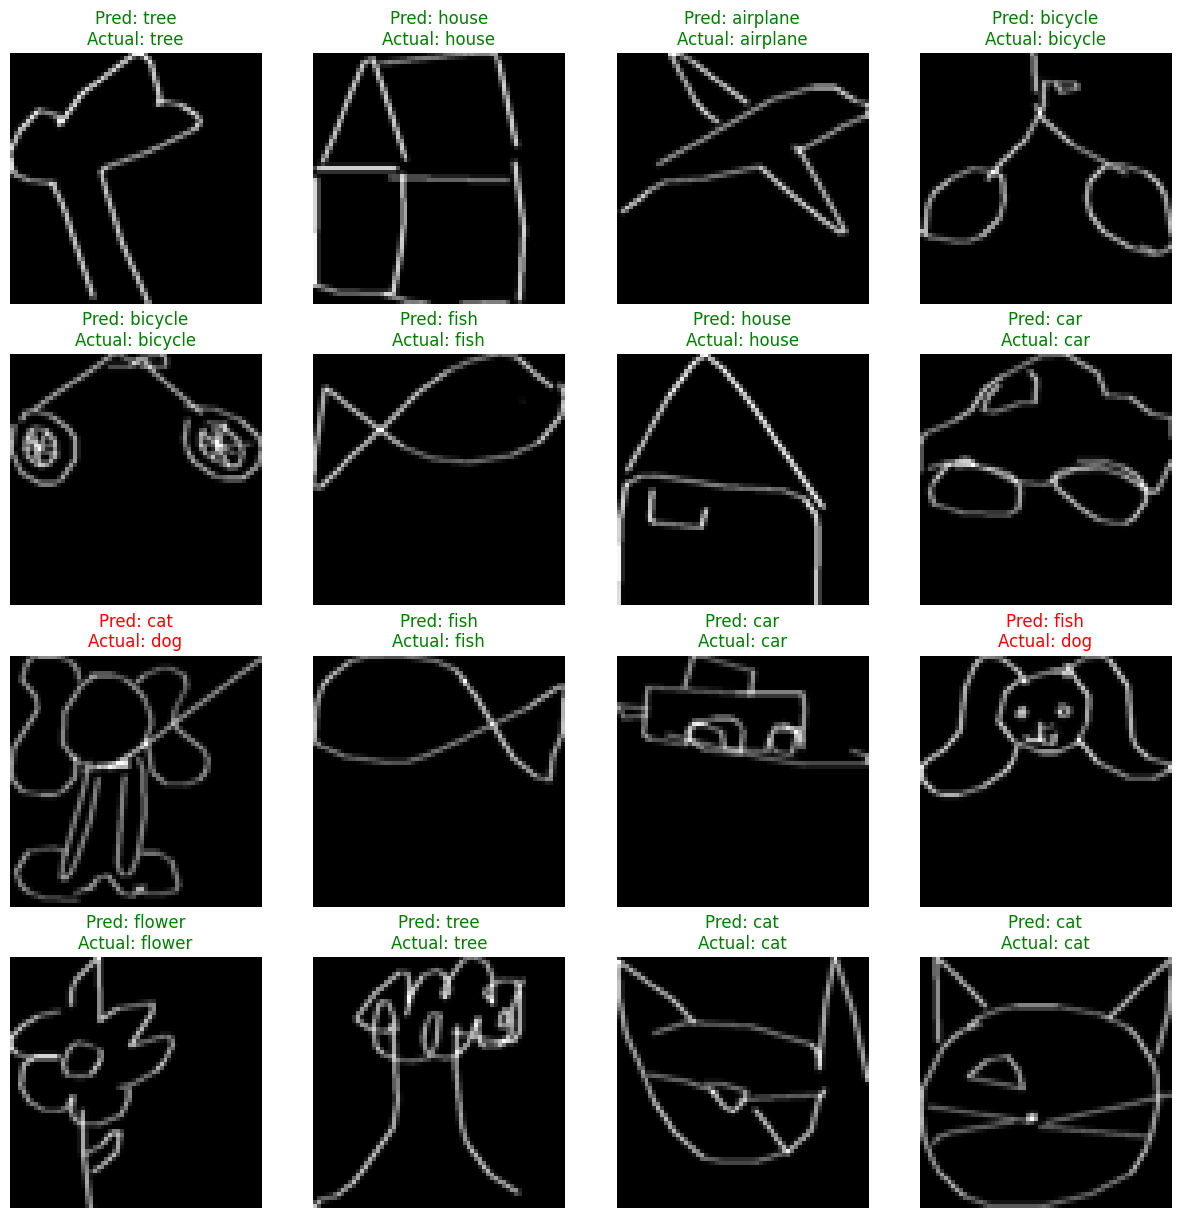 Pred: tree
Actual: tree
Pred: house
Actual: house
Pred: airplane
Actual: airplane
Pred: bicycle
Actual: bicycle
Pred: bicycle
Actual: bicycle
Pred: fish
Actual: fish
Pred: house
Actual: house
Pred: car
Actual: car
Pred: cat
Actual: dog
Pred: fish
Actual: fish
Pred: car
Actual: car
Pred: fish
Actual: dog
Pred: flower
Actual: flower
Pred: tree
Actual: tree
Pred: cat
Actual: cat
Pred: cat
Actual: cat